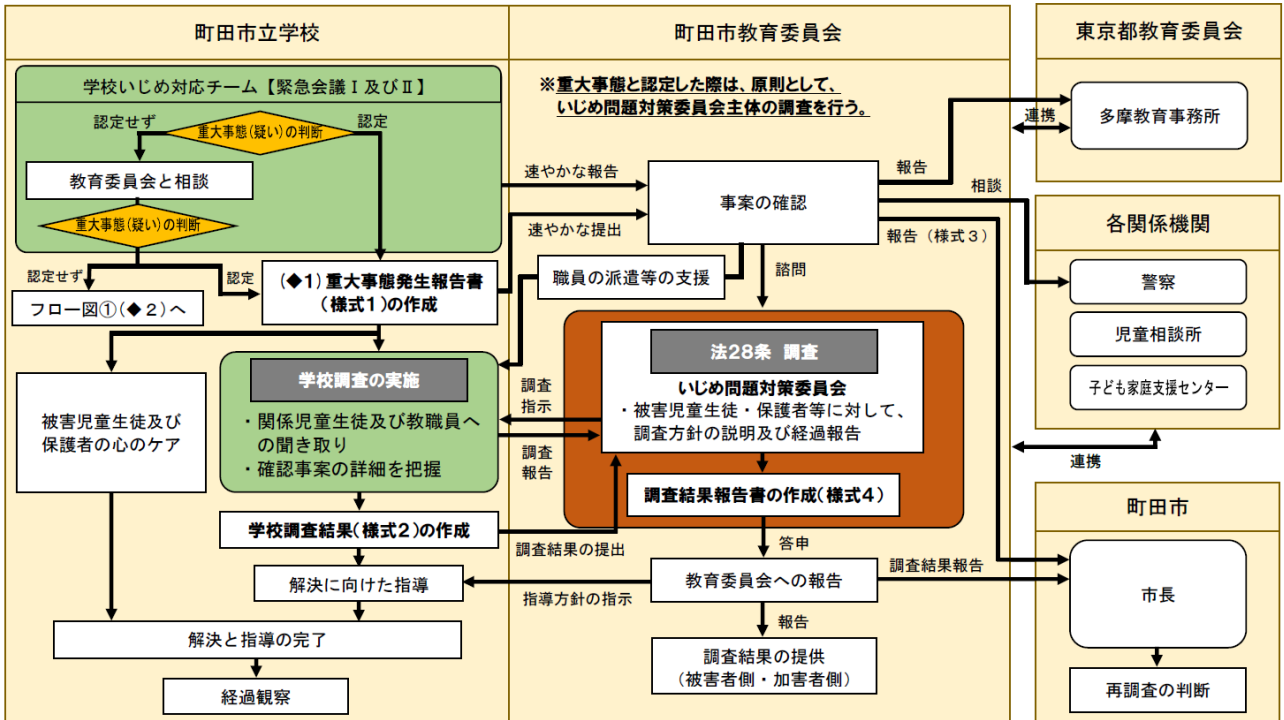 町田市立学校
学校いじめ対応チーム【緊急会議Ⅰ及びⅡ】
認定せず
重大事態(疑い)の判断
認定
教育委員会と相談
重大事態(疑い)の判断
認定せず
認定
フロー図①(◆2)へ
(◆1)重大事態発生報告書
(様式1)の作成
被害児童生徒及び
保護者の心のケア
学校調査の実施
・関係児童生徒及び教職員へ
の聞き取り
・確認事案の詳細を把握
学校調査結果(様式2)の作成
解決に向けた指導
解決と指導の完了
経過観察
町田市教育委員会
※重大事態と認定した際は、原則として、
いじめ問題対策委員会主体の調査を行う。
速やかな報告
速やかな提出
事案の確認
職員の派遣等の支援
諮問
法28条 調査
いじめ問題対策委員会
・被害児童生徒・保護者等に対して、
調査方針の説明及び経過報告
調査
指示
調査
報告
調査結果報告書の作成(様式4)
調査結果の提出
答申
教育委員会への報告
指導方針の指示
報告
調査結果の提供
(被害者側・加害者側)
報告
相談
報告(様式3)
調査結果報告
東京都教育委員会
連携
多摩教育事務所
各関係機関
警察
児童相談所
子ども家庭支援センター
連携
町田市
市長
再調査の判断